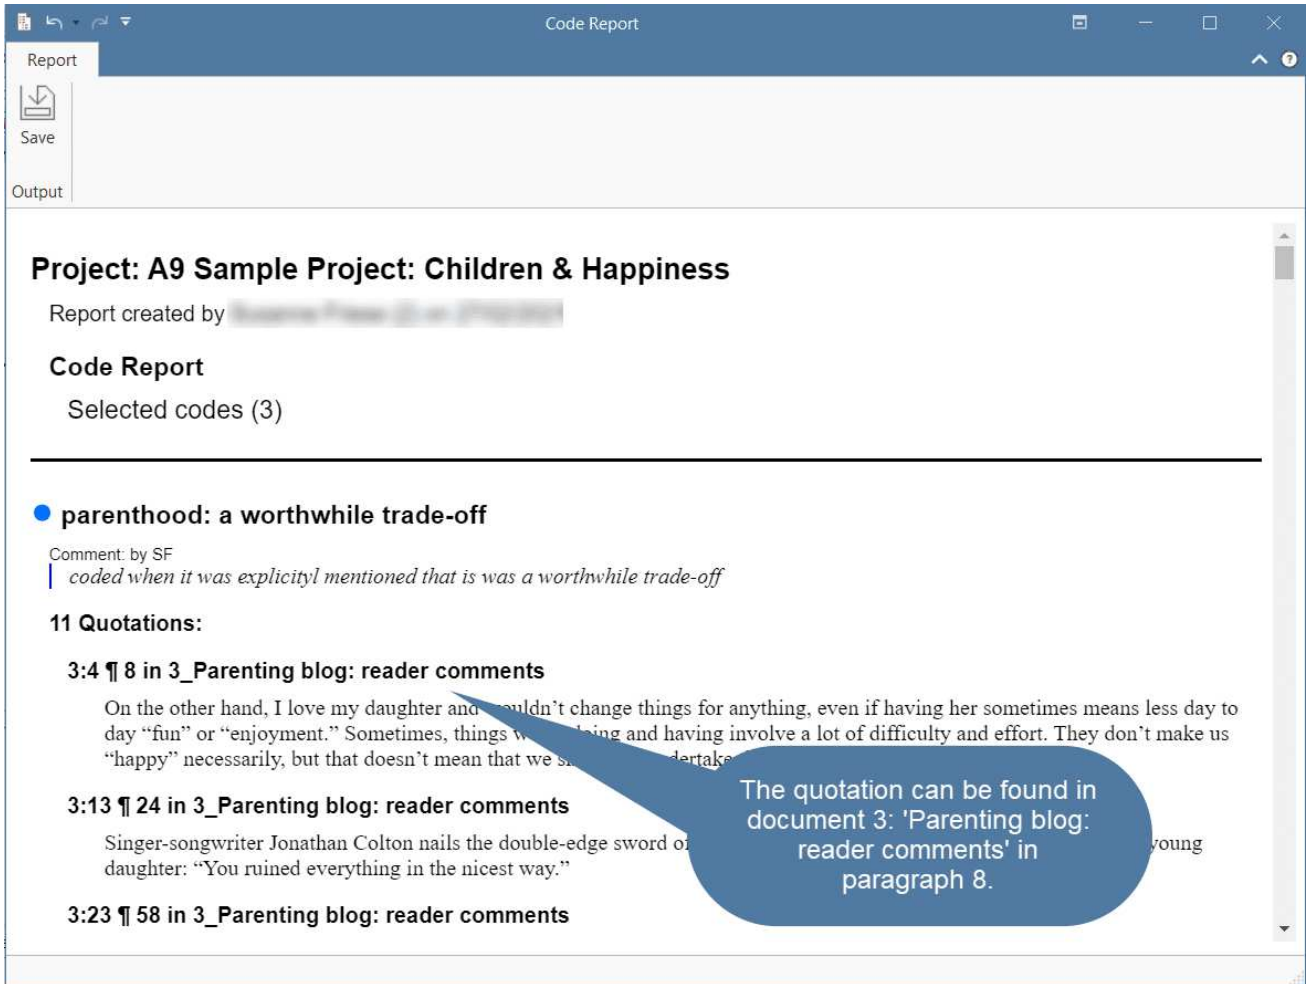 Code Report
Report
Save
Output
Project: A9 Sample Project: Children & Happiness
Report created by
Code Report
Selected codes (3)
parenthood: a worthwhile trade-off
Comment: by SF
coded when it was explicityl mentioned that is was a worthwhile trade-off
11 Quotations:
3:4 ¶ 8 in 3_Parenting blog: reader comments
On the other hand, I love my daughter and wouldn’t change things for anything, even if having her sometimes means less day to
day “fun” or “enjoyment.” Sometimes, things doing and having involve a lot of difficulty and effort. They don’t make us
“happy” necessarily, but that doesn’t mean that we
3:13 ¶ 24 in 3_Parenting blog: reader comments
Singer-songwriter Jonathan Colton nails the double-edge sword young
daughter: “You ruined everything in the nicest way.”
3:23 ¶ 58 in 3_Parenting blog: reader comments
The quotation can be found in
document 3: 'Parenting blog:
reader comments' in
paragraph 8.